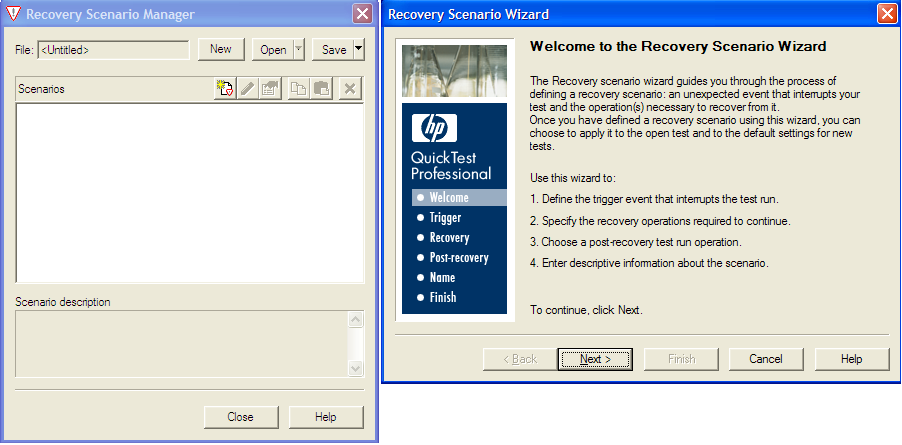 Recovery Scenario Manager
File: <Untitled> New Open Save
Scenarios
Scenario description
Close Help
Recovery Scenario Wizard
Welcome to the Recovery Scenario Wizard
The Recovery scenario wizard guides you through the process of
defining a recovery scenario: an unexpected event that interrupts your
test and the operation(s) necessary to recover from it.
Once you have defined a recovery scenario using this wizard, you can
choose to apply it to the open test and to the default settings for new
tests.
Use this wizard to:
1. Define the trigger event that interrupts the test run.
2. Specify the recovery operations required to continue.
3. Choose a post-recovery test run operation.
4. Enter descriptive information about the scenario.
To continue, click Next.
hp
QuickTest
Professional
Welcome
Trigger
Recovery
Post-recovery
Name
Finish
< Back Next > Finish Cancel Help